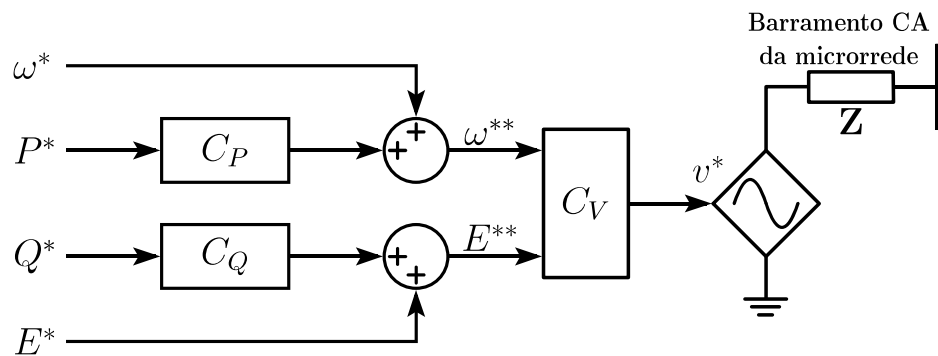 Barramento CA
da microrrede
ω*
P*
C_P
ω**
Z
v*
C_V
Q*
C_Q
E**
E*